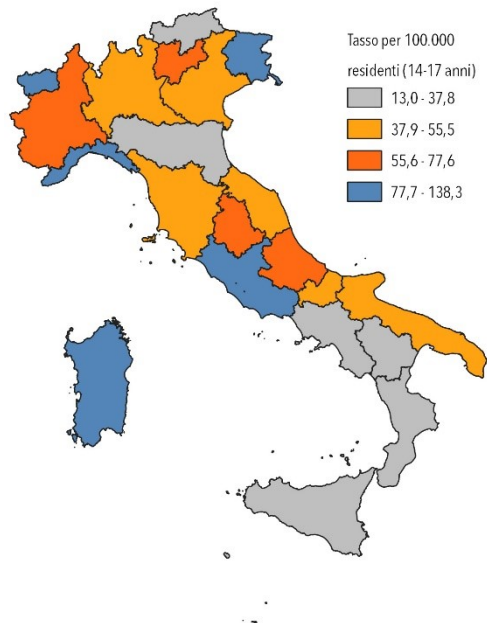 Tasso per 100.000
residenti (14-17 anni)
13,0 - 37,8
37,9 - 55,5
55,6 - 77,6
77,7 - 138,3